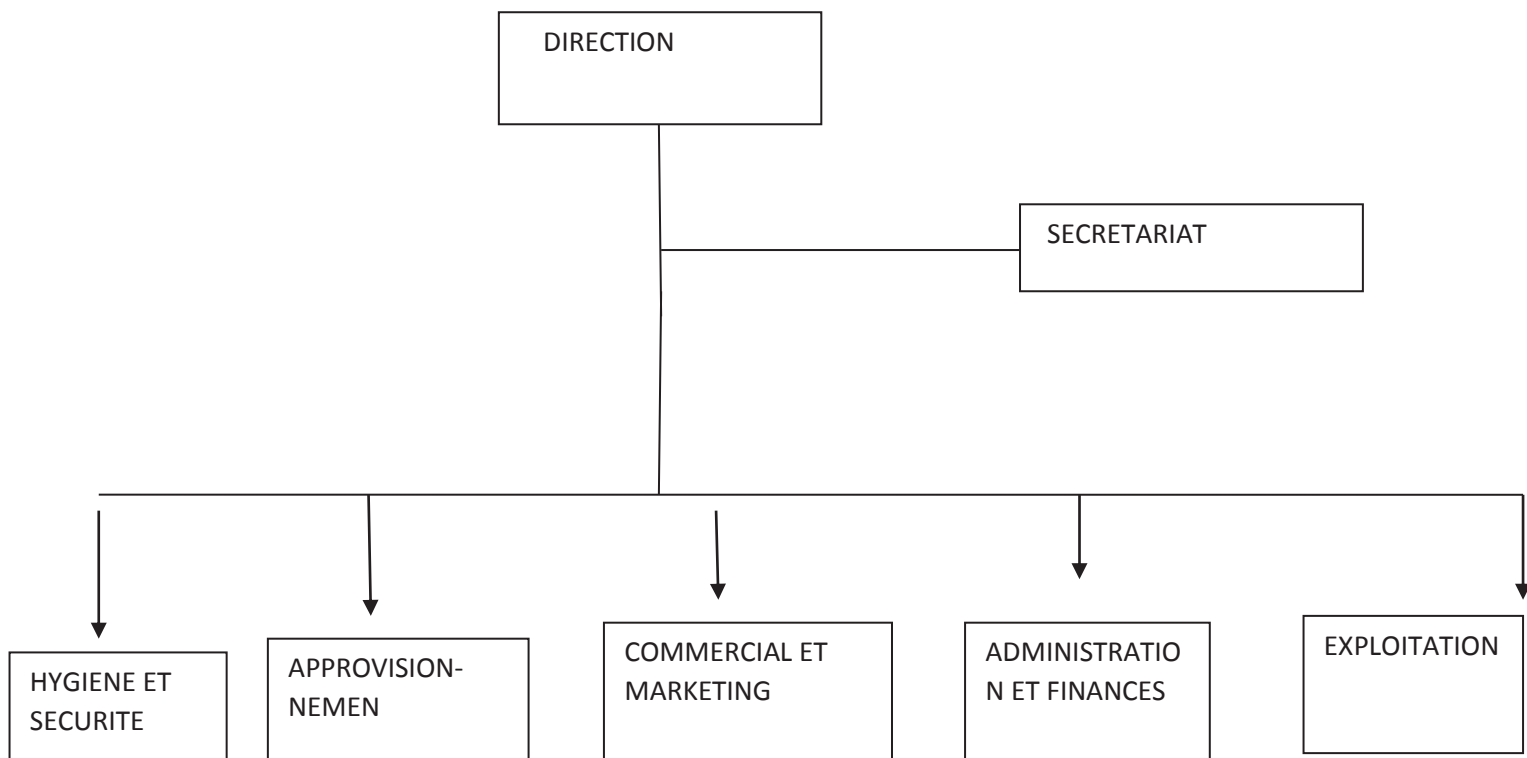 DIRECTION
SECRETARIAT
HYGIENE ET
SECURITE
APPROVISION-
NEMEN
COMMERCIAL ET
MARKETING
ADMINISTRATIO
N ET FINANCES
EXPLOITATION